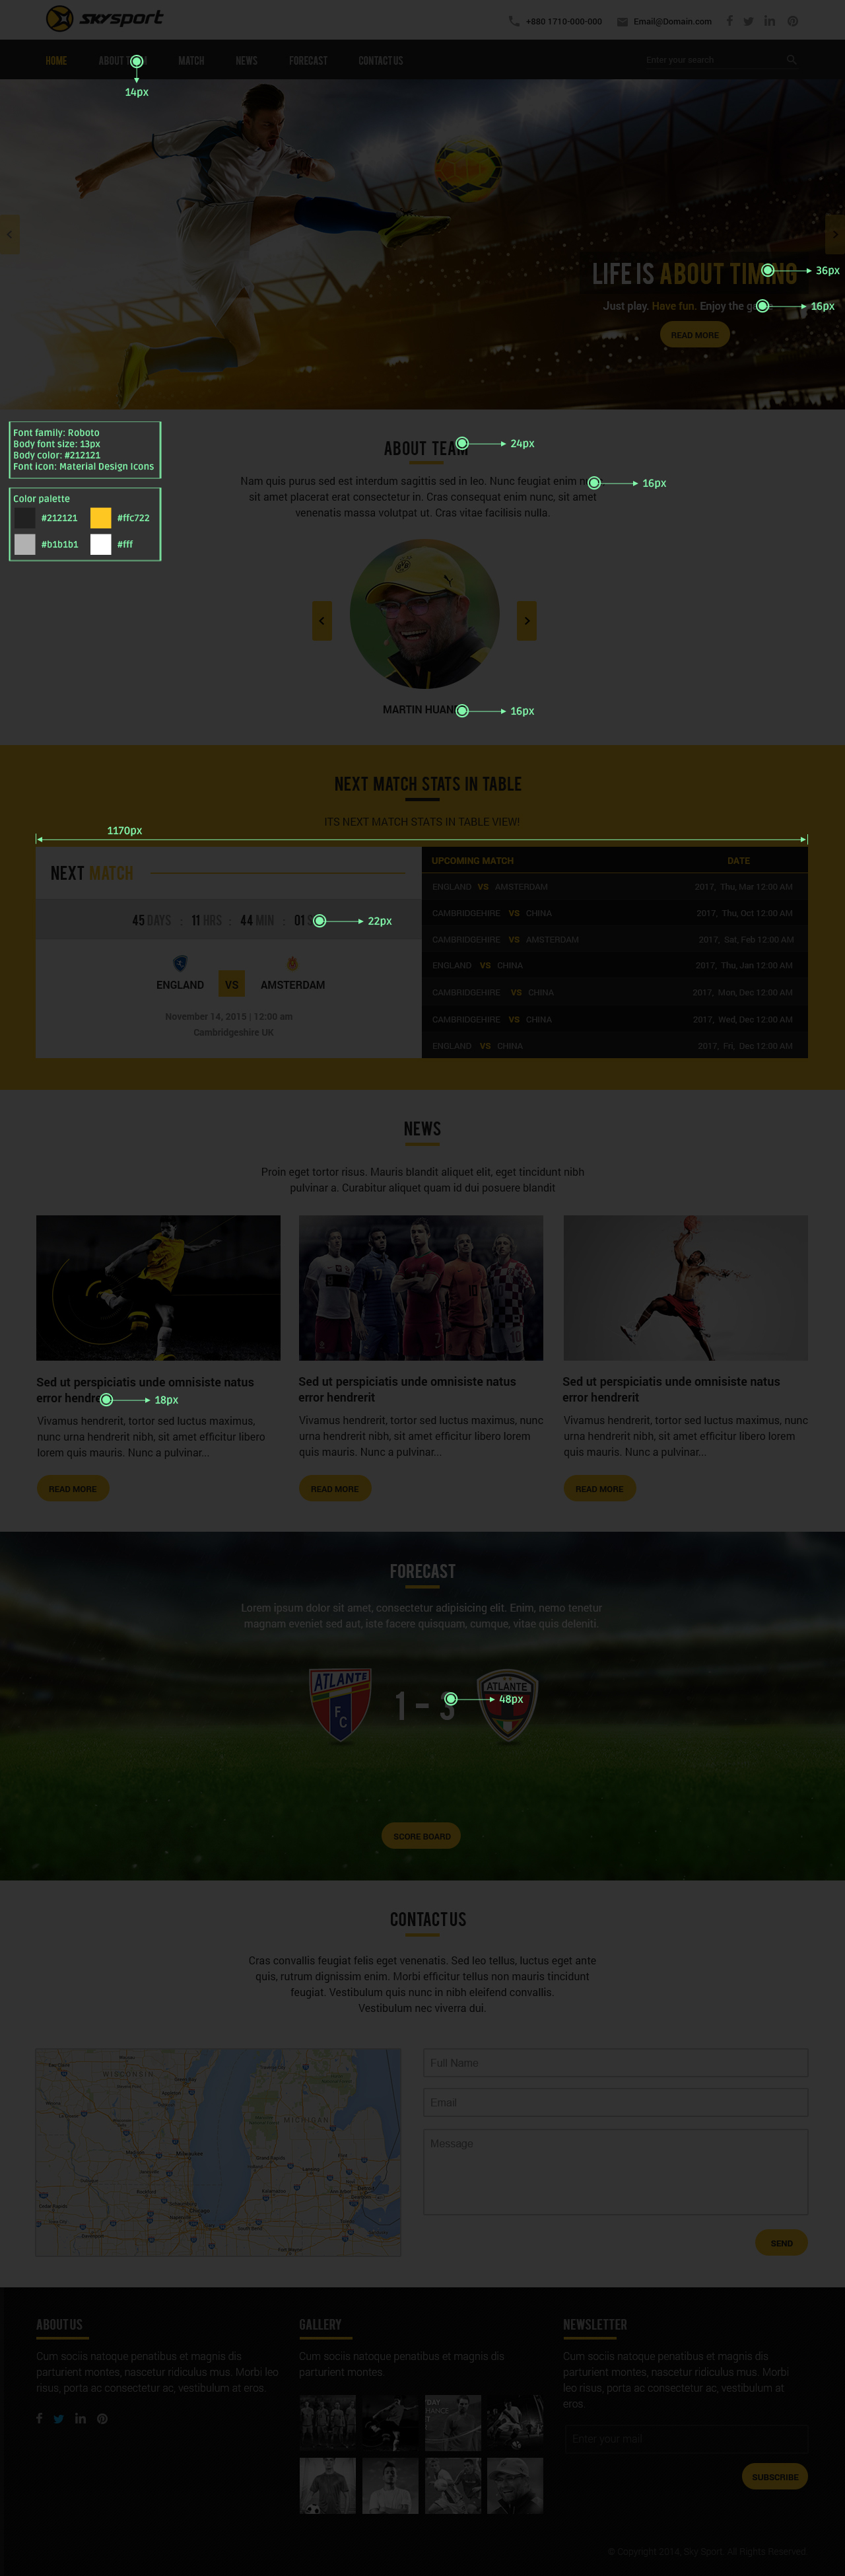 skysport
+880 1710-000-000
Email@Domain.com
HOME
ABOUT
MATCH
NEWS
FORECAST
CONTACT US
Enter your search
14px
LIFE IS ABOUT TIMING
36px
Just play. Have fun. Enjoy the
16px
READ MORE
Font family: Roboto
Body font size: 13px
Body color: #212121
Font icon: Material Design Icons
Color palette
#212121
#ffc722
#b1b1b1
#fff
ABOUT TEAM
24px
Nam quis purus sed est interdum sagittis sed in leo. Nunc feugiat enim
16px
sit amet placerat erat consectetur in. Cras consequat enim nunc, sit amet
venenatis massa volutpat ut. Cras vitae facilisis nulla.
MARTIN HUAN
16px
NEXT MATCH STATS IN TABLE
ITS NEXT MATCH STATS IN TABLE VIEW!
1170px
NEXT MATCH
45 DAYS : 11 HRS : 44 MIN : 01
22px
ENGLAND VS AMSTERDAM
November 14, 2015 | 12:00 am
Cambridgeshire UK
UPCOMING MATCH DATE
ENGLAND VS AMSTERDAM 2017, Thu, Mar 12:00 AM
CAMBRIDGEHIRE VS CHINA 2017, Thu, Oct 12:00 AM
CAMBRIDGEHIRE VS AMSTERDAM 2017, Sat, Feb 12:00 AM
ENGLAND VS CHINA 2017, Thu, Jan 12:00 AM
CAMBRIDGEHIRE VS CHINA 2017, Mon, Dec 12:00 AM
CAMBRIDGEHIRE VS CHINA 2017, Wed, Dec 12:00 AM
ENGLAND VS CHINA 2017, Fri, Dec 12:00 AM
NEWS
Proin eget tortor risus. Mauris blandit aliquet elit, eget tincidunt nibh
pulvinar a. Curabitur aliquet quam id dui posuere blandit
Sed ut perspiciatis unde omnisiste natus
error hendre
18px
Vivamus hendrerit, tortor sed luctus maximus,
nunc urna hendrerit nibh, sit amet efficitur libero
lorem quis mauris. Nunc a pulvinar...
READ MORE
Sed ut perspiciatis unde omnisiste natus
error hendrerit
Vivamus hendrerit, tortor sed luctus maximus, nunc
urna hendrerit nibh, sit amet efficitur libero lorem
quis mauris. Nunc a pulvinar...
READ MORE
Sed ut perspiciatis unde omnisiste natus
error hendrerit
Vivamus hendrerit, tortor sed luctus maximus, nunc
urna hendrerit nibh, sit amet efficitur libero lorem
quis mauris. Nunc a pulvinar...
READ MORE
FORECAST
Lorem ipsum dolor sit amet, consectetur adipisicing elit. Enim, nemo tenetur
magnam eveniet sed aut, iste facere quisquam, cumque, vitae quis deleniti.
ATLANTE
FC
1 - 3
48px
ATLANTE
SCORE BOARD
CONTACT US
Cras convallis feugiat felis eget venenatis. Sed leo tellus, luctus eget ante
quis, rutrum dignissim enim. Morbi efficitur tellus non mauris tincidunt
feugiat. Vestibulum quis nunc in nibh eleifend convallis.
Vestibulum nec viverra dui.
WISCONSIN
MICHIGAN
Milwaukee
Chicago
Full Name
Email
Message
SEND
ABOUT US
Cum sociis natoque penatibus et magnis dis
parturient montes, nascetur ridiculus mus. Morbi leo
risus, porta ac consectetur ac, vestibulum at eros.
GALLERY
Cum sociis natoque penatibus et magnis dis
parturient montes.
NEWSLETTER
Cum sociis natoque penatibus et magnis dis
parturient montes, nascetur ridiculus mus. Morbi
leo risus, porta ac consectetur ac, vestibulum at
eros.
Enter your mail
SUBSCRIBE
© Copyright 2014. Sky Sport. All Rights Reserved.